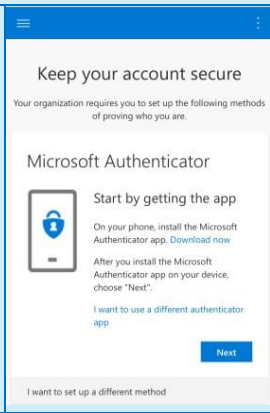 Keep your account secure
Your organization requires you to set up the following methods
of proving who you are.
Microsoft Authenticator
Start by getting the app
On your phone, install the Microsoft
Authenticator app. Download now
After you install the Microsoft
Authenticator app on your device,
choose "Next".
I want to use a different authenticator
app
Next
I want to set up a different method